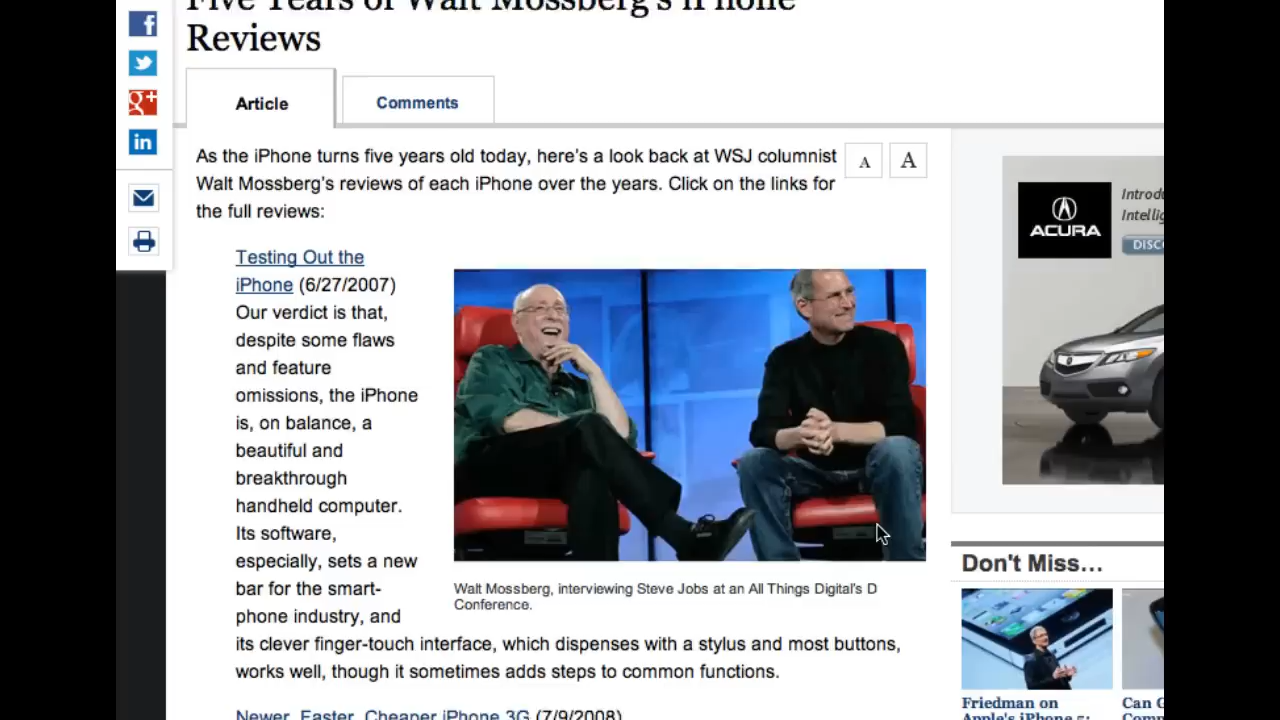 Five Years of Walt Mossberg's iPhone
Reviews
Article
Comments
As the iPhone turns five years old today, here's a look back at WSJ columnist
Walt Mossberg's reviews of each iPhone over the years. Click on the links for
the full reviews:
A A
Testing Out the
iPhone (6/27/2007)
Our verdict is that,
despite some flaws
and feature
omissions, the iPhone
is, on balance, a
beautiful and
breakthrough
handheld computer.
Its software,
especially, sets a new
bar for the smart-
phone industry, and
its clever finger-touch interface, which dispenses with a stylus and most buttons,
works well, though it sometimes adds steps to common functions.
Newer, Faster, Cheaper iPhone 3G (7/9/2008)
Walt Mossberg, interviewing Steve Jobs at an All Things Digital's D
Conference.
f
g+
in
ACURA
Introdu
Intellig
DISC
Don't Miss...
Friedman on
Apple's iPhone 5:
Can G